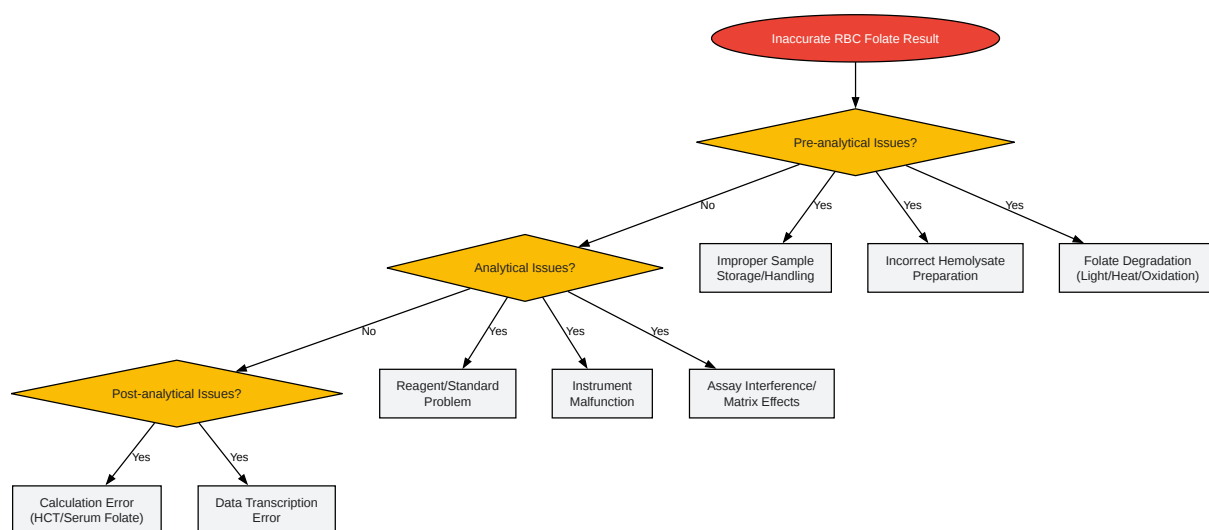 Inaccurate RBC Folate Result
Pre-analytical Issues?
No
Yes
Yes
Yes
Improper Sample
Storage/Handling
Incorrect Hemolysate
Preparation
Folate Degradation
(Light/Heat/Oxidation)
Analytical Issues?
No
Yes
Yes
Yes
Reagent/Standard
Problem
Instrument
Malfunction
Assay Interference/
Matrix Effects
Post-analytical Issues?
Yes
Yes
Calculation Error
(HCT/Serum Folate)
Data Transcription
Error